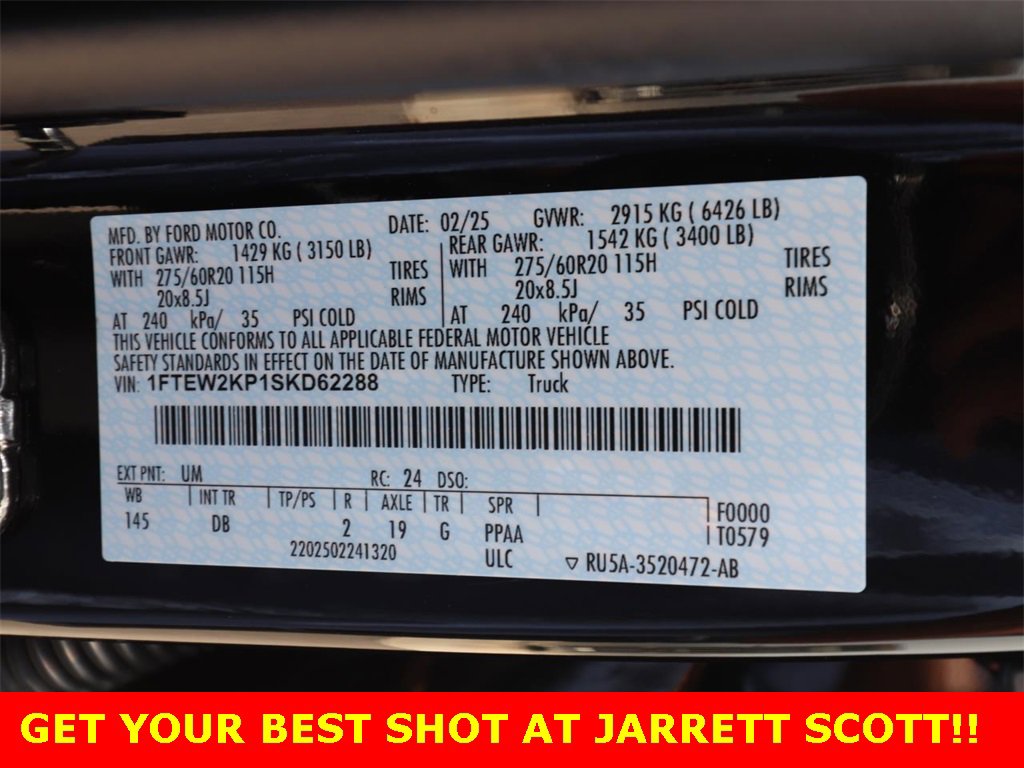 MFD. BY FORD MOTOR CO. DATE: 02/25 GVWR: 2915 KG ( 6426 LB)
FRONT GAWR: 1429 KG ( 3150 LB) REAR GAWR: 1542 KG ( 3400 LB)
WITH 275/60R20 115H TIRES WITH 275/60R20 115H TIRES
20x8.5J RIMS 20x8.5J RIMS
AT 240 kPa/ 35 PSI COLD AT 240 kPa/ 35 PSI COLD
THIS VEHICLE CONFORMS TO ALL APPLICABLE FEDERAL MOTOR VEHICLE
SAFETY STANDARDS IN EFFECT ON THE DATE OF MANUFACTURE SHOWN ABOVE.
VIN: 1FTEW2KP1SKD62288 TYPE: Truck
EXT PNT: UM RC: 24 DSO:
WB | INT TR | TP/PS | R | AXLE | TR | SPR | F0000
145 DB 2 19 G PPAA T0579
2202502241320 ULC ▽ RU5A-3520472-AB
GET YOUR BEST SHOT AT JARRETT SCOTT!!